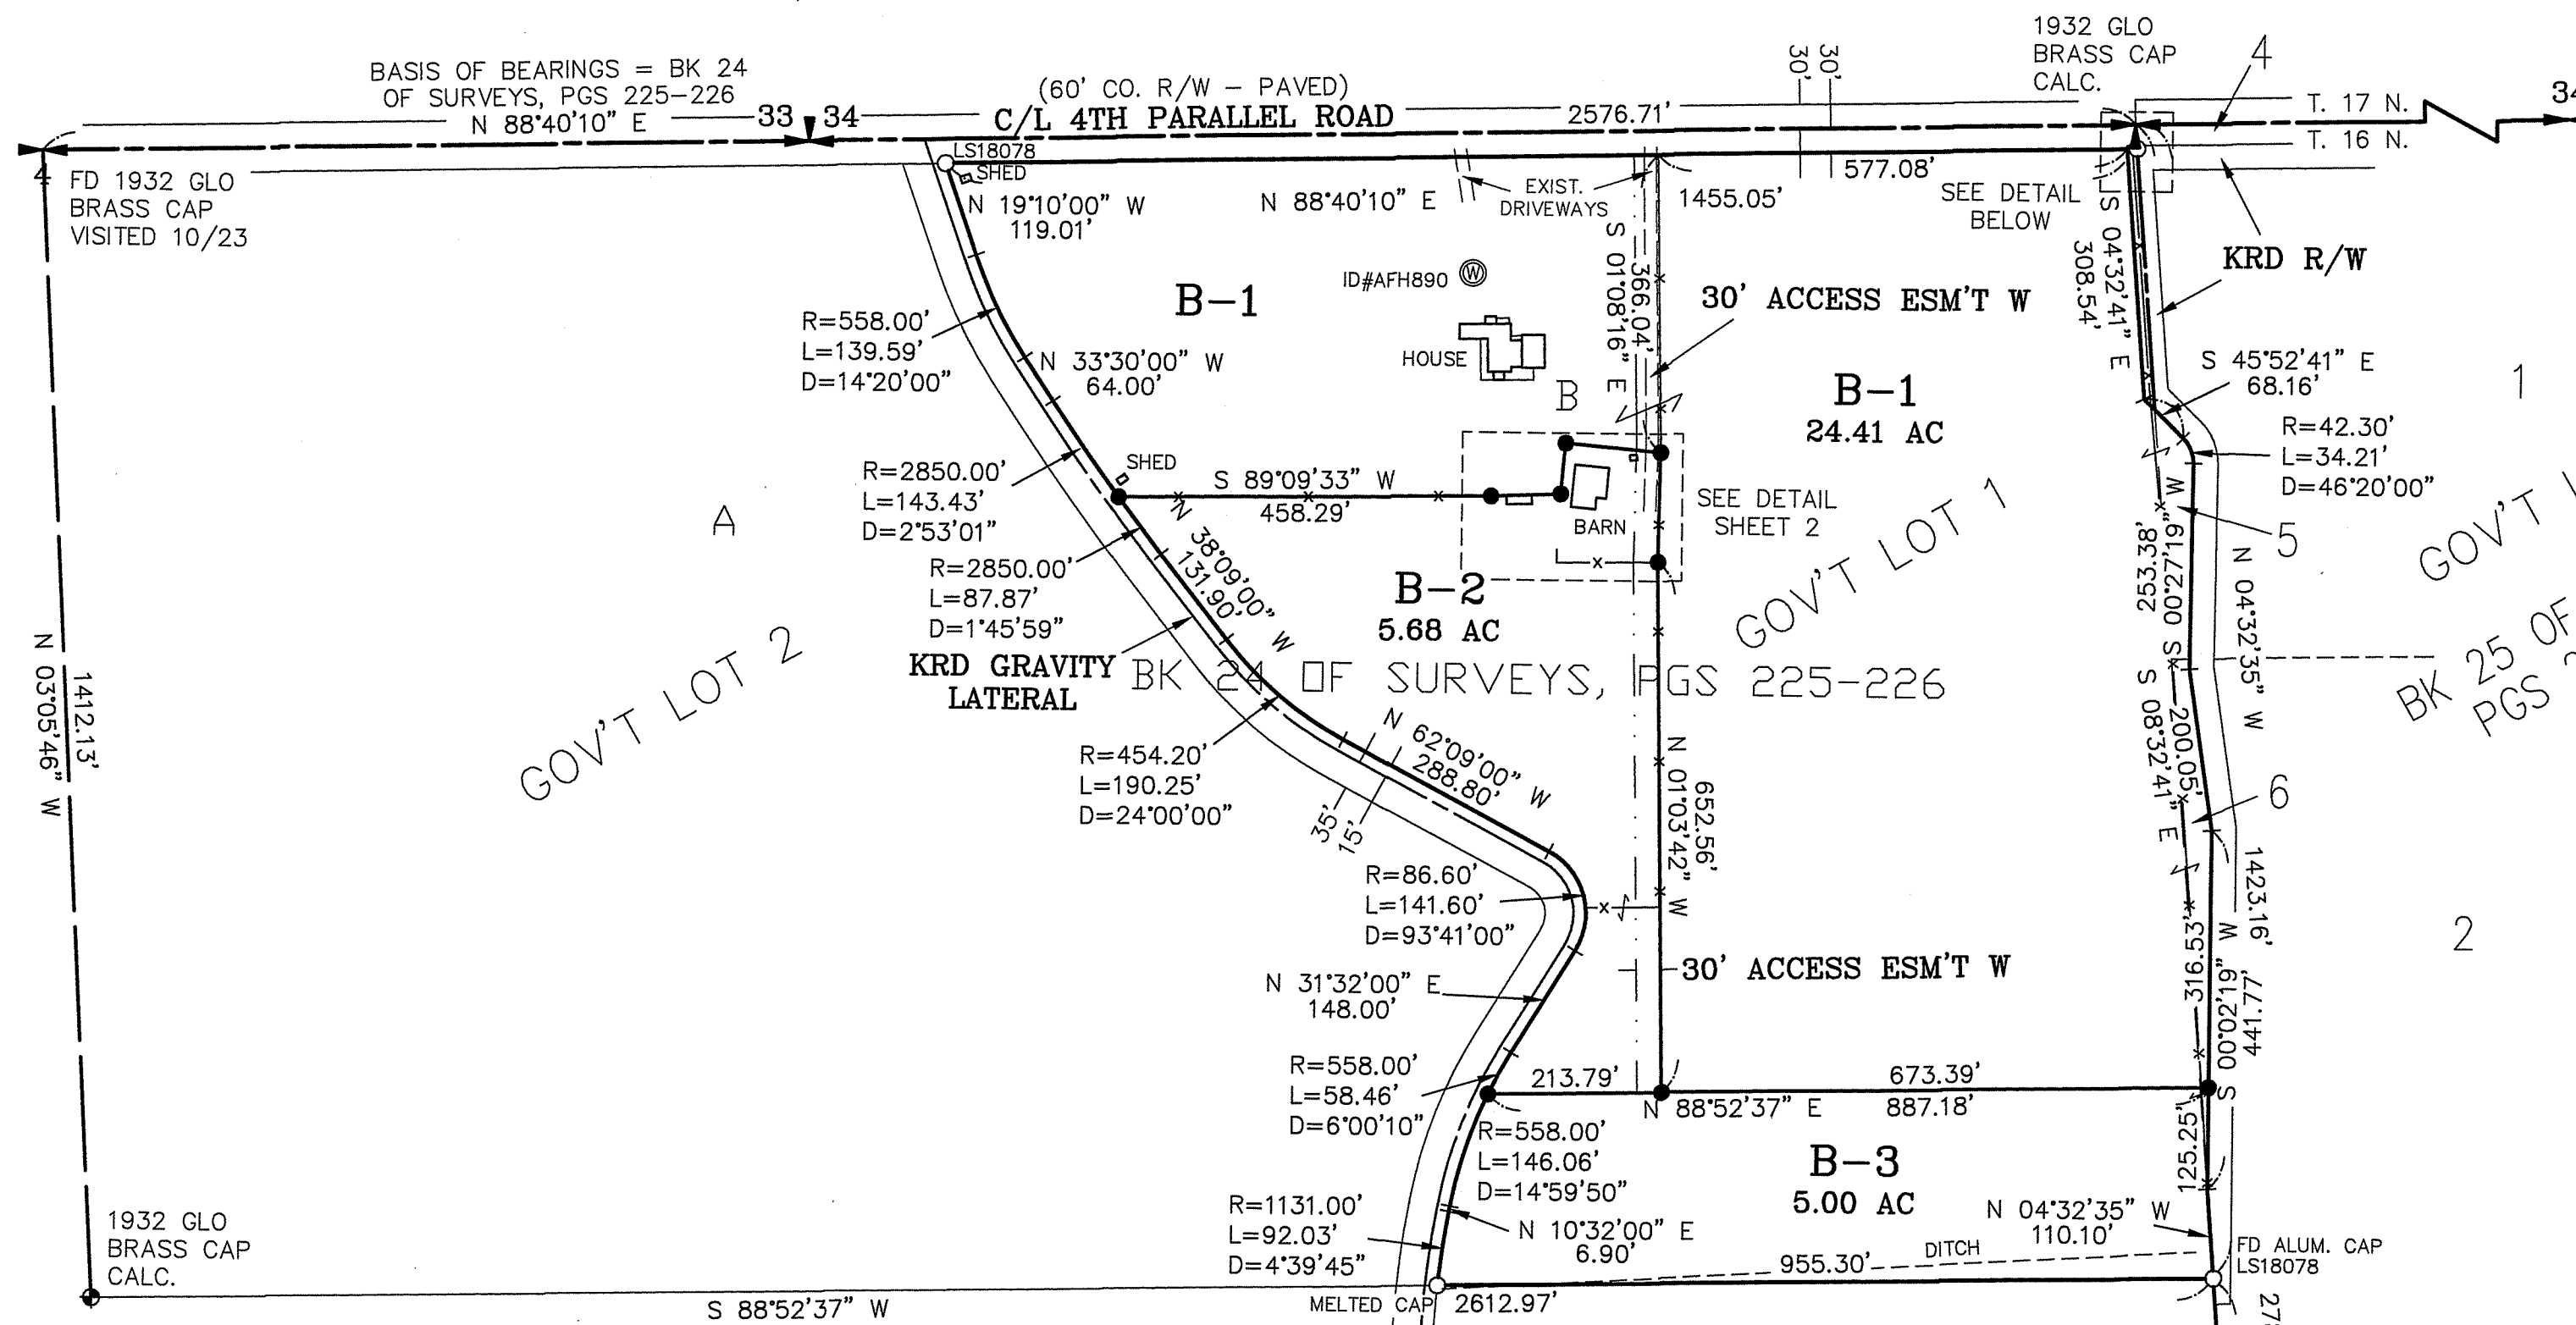 1932 GLO
BRASS CAP
CALC.
4
34
BASIS OF BEARINGS = BK 24
OF SURVEYS, PGS 225-226
N 88°40'10" E
33
34
(60' CO. R/W - PAVED)
C/L 4TH PARALLEL ROAD
2576.71'
30'
30'
T. 17 N.
T. 16 N.
4
FD 1932 GLO
BRASS CAP
VISITED 10/23
LS18078
SHED
N 19°10'00" W
119.01'
N 88°40'10" E
EXIST.
DRIVEWAYS
1455.05'
577.08'
SEE DETAIL
BELOW
KRD R/W
S 04°32'41" E
308.54'
S 01°08'16" E
366.04'
ID#AFH890
W
B-1
30' ACCESS ESM'T W
R=558.00'
L=139.59'
D=14°20'00"
HOUSE
N 33°30'00" W
64.00'
B
B-1
24.41 AC
S 45°52'41" E
68.16'
1
R=42.30'
L=34.21'
D=46°20'00"
R=2850.00'
L=143.43'
D=2°53'01"
SHED
S 89°09'33" W
458.29'
BARN
SEE DETAIL
SHEET 2
GOV'T LOT 1
A
N 38°09'00" W
131.90'
R=2850.00'
L=87.87'
D=1°45'59"
S 00°27'19" W
253.38'
5
N 04°32'35" W
1423.16'
GOV'T
BK 25 OF
PGS
B-2
5.68 AC
GOV'T LOT 2
KRD GRAVITY
LATERAL
BK 24 OF SURVEYS, PGS 225-226
N 03°05'46" W
1412.13'
S 08°32'41" E
200.05'
6
R=454.20'
L=190.25'
D=24°00'00"
N 62°09'00" W
288.80'
35'
15'
N 01°03'42" W
652.56'
R=86.60'
L=141.60'
D=93°41'00"
2
316.53'
S 00°02'19" W
441.77'
N 31°32'00" E
148.00'
30' ACCESS ESM'T W
R=558.00'
L=58.46'
D=6°00'10"
213.79'
673.39'
N 88°52'37" E
887.18'
R=558.00'
L=146.06'
D=14°59'50"
B-3
5.00 AC
125.25'
R=1131.00'
L=92.03'
D=4°39'45"
N 10°32'00" E
6.90'
N 04°32'35" W
110.10'
DITCH
955.30'
FD ALUM. CAP
LS18078
1932 GLO
BRASS CAP
CALC.
S 88°52'37" W
MELTED CAP
2612.97'